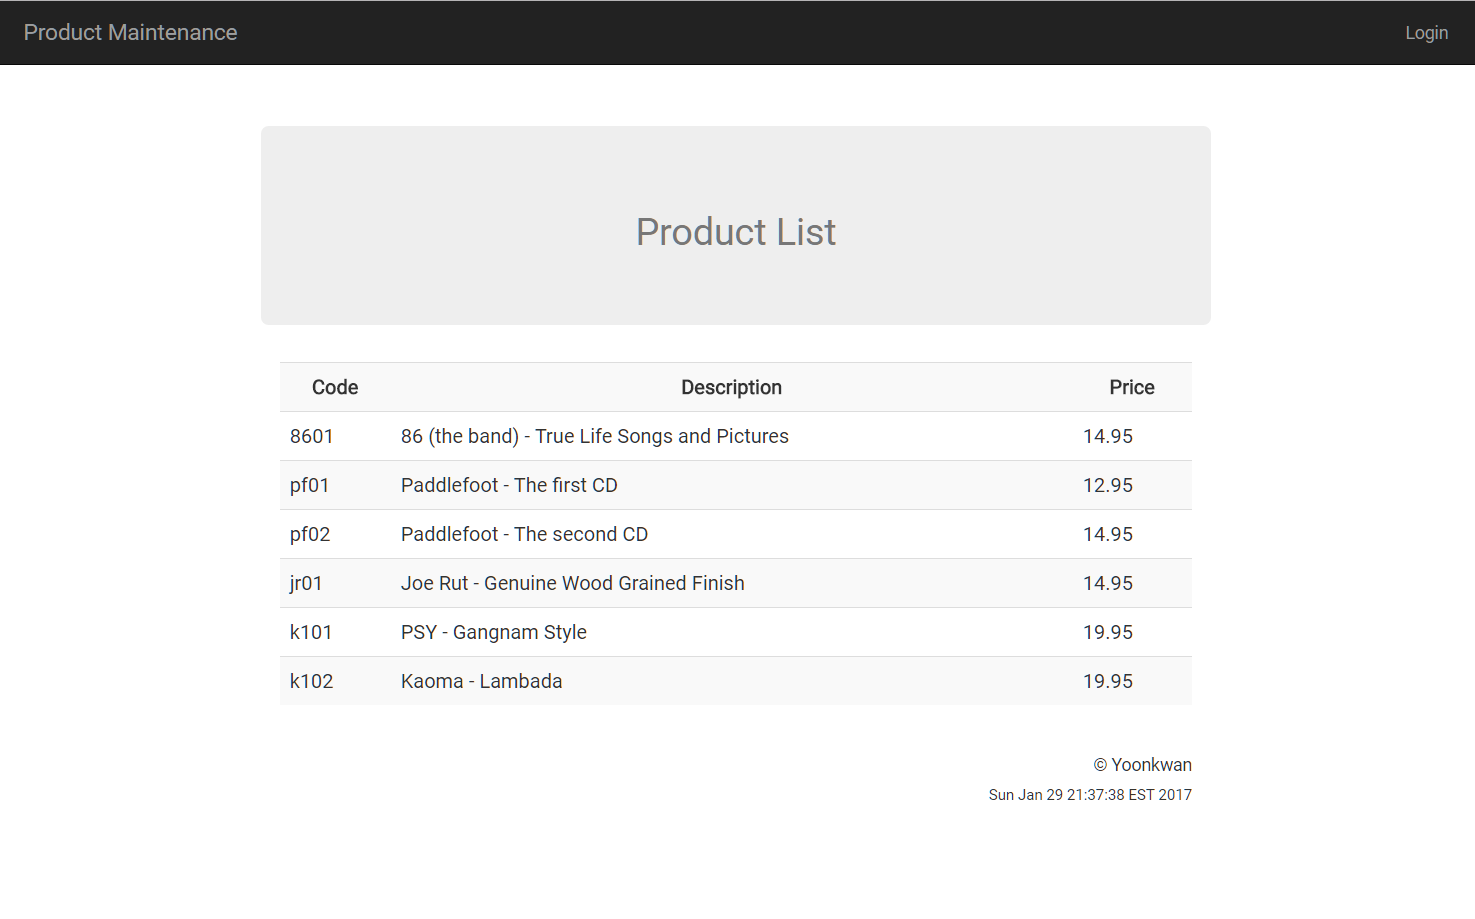 Product Maintenance Login
Product List
Code Description Price
8601 86 (the band) - True Life Songs and Pictures 14.95
pf01 Paddlefoot - The first CD 12.95
pf02 Paddlefoot - The second CD 14.95
jr01 Joe Rut - Genuine Wood Grained Finish 14.95
k101 PSY - Gangnam Style 19.95
k102 Kaoma - Lambada 19.95
© Yoonkwan
Sun Jan 29 21:37:38 EST 2017